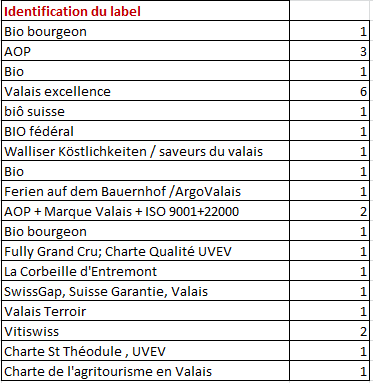 Identification du label
Bio bourgeon 1
AOP 3
Bio 1
Valais excellence 6
biô suisse 1
BIO fédéral 1
Walliser Köstlichkeiten / saveurs du valais 1
Bio 1
Ferien auf dem Bauernhof /ArgoValais 1
AOP + Marque Valais + ISO 9001+22000 2
Bio bourgeon 1
Fully Grand Cru; Charte Qualité UVEV 1
La Corbeille d'Entremont 1
SwissGap, Suisse Garantie, Valais 1
Valais Terroir 1
Vitiswiss 2
Charte St Théodule , UVEV 1
Charte de l'agritourisme en Valais 1